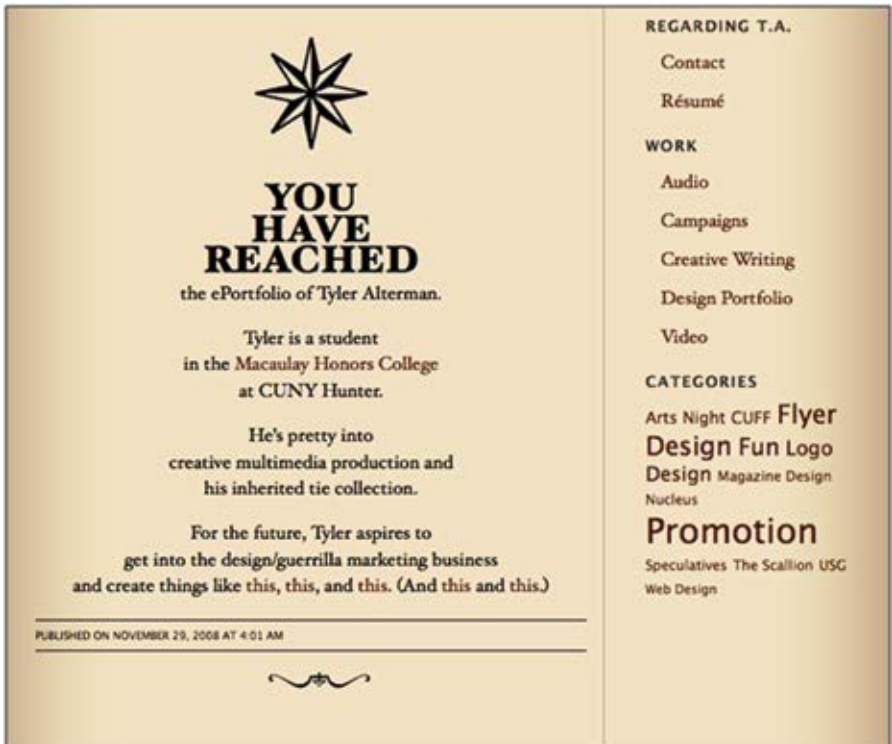 YOU
HAVE
REACHED
the ePortfolio of Tyler Alterman.
Tyler is a student
in the Macaulay Honors College
at CUNY Hunter.
He's pretty into
creative multimedia production and
his inherited tie collection.
For the future, Tyler aspires to
get into the design/guerrilla marketing business
and create things like this, this, and this. (And this and this.)
PUBLISHED ON NOVEMBER 29, 2008 AT 4:01 AM
REGARDING T.A.
Contact
Résumé
WORK
Audio
Campaigns
Creative Writing
Design Portfolio
Video
CATEGORIES
Arts Night CUFF Flyer
Design Fun Logo
Design Magazine Design
Nucleus
Promotion
Speculatives The Scallion USG
Web Design